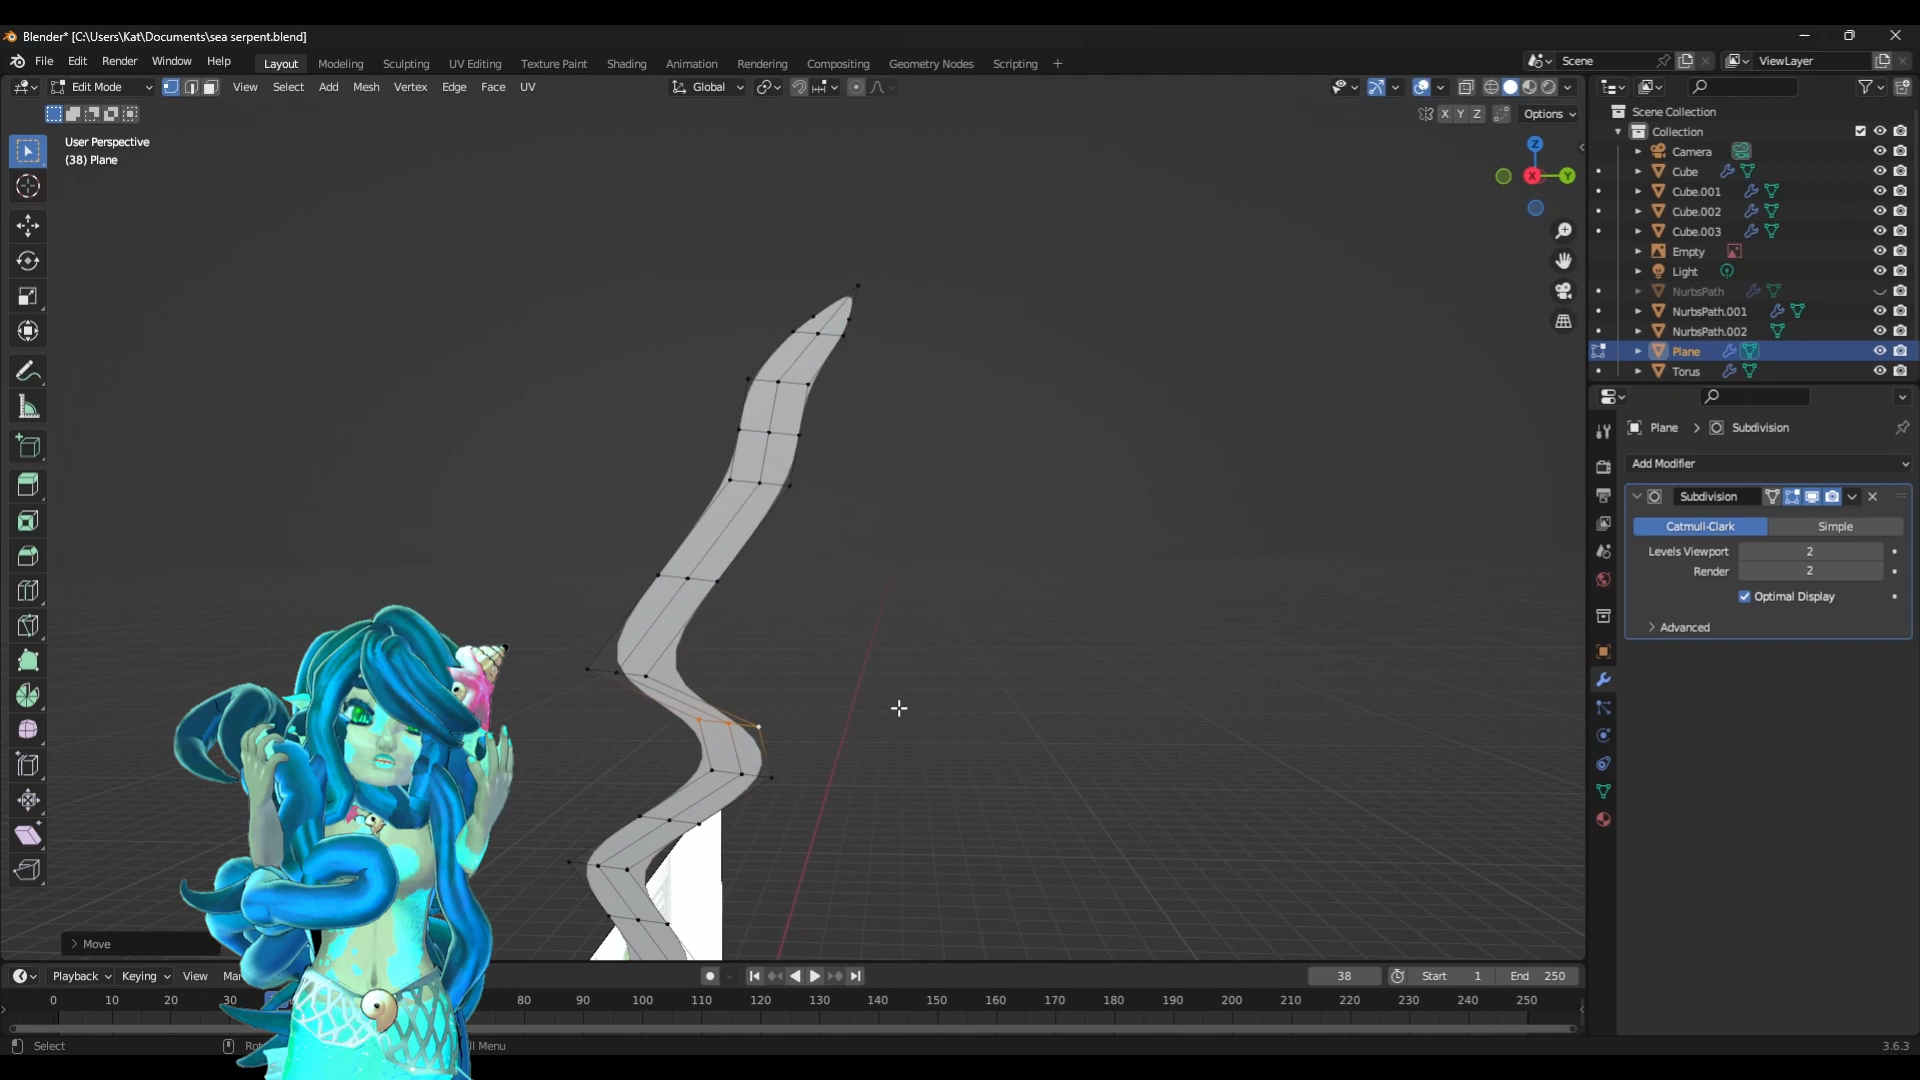 Blender* [C:\Users\Kat\Documents\sea serpent.blend]
File Edit Render Window Help Layout Modeling Sculpting UV Editing Texture Paint Shading Animation Rendering Compositing Geometry Nodes Scripting + Scene ViewLayer
Edit Mode View Select Add Mesh Vertex Edge Face UV Global
X Y Z Options
User Perspective
(38) Plane
Z
X Y
Scene Collection
Collection
Camera
Cube
Cube.001
Cube.002
Cube.003
Empty
Light
NurbsPath
NurbsPath.001
NurbsPath.002
Plane
Torus
Plane > Subdivision
Add Modifier
Subdivision
Catmull-Clark Simple
Levels Viewport 2
Render 2
Optimal Display
Advanced
Move
Playback Keying View Mar 38 Start 1 End 250
0 10 20 30 80 90 100 110 120 130 140 150 160 170 180 190 200 210 220 230 240 250
Select Rot ll Menu 3.6.3